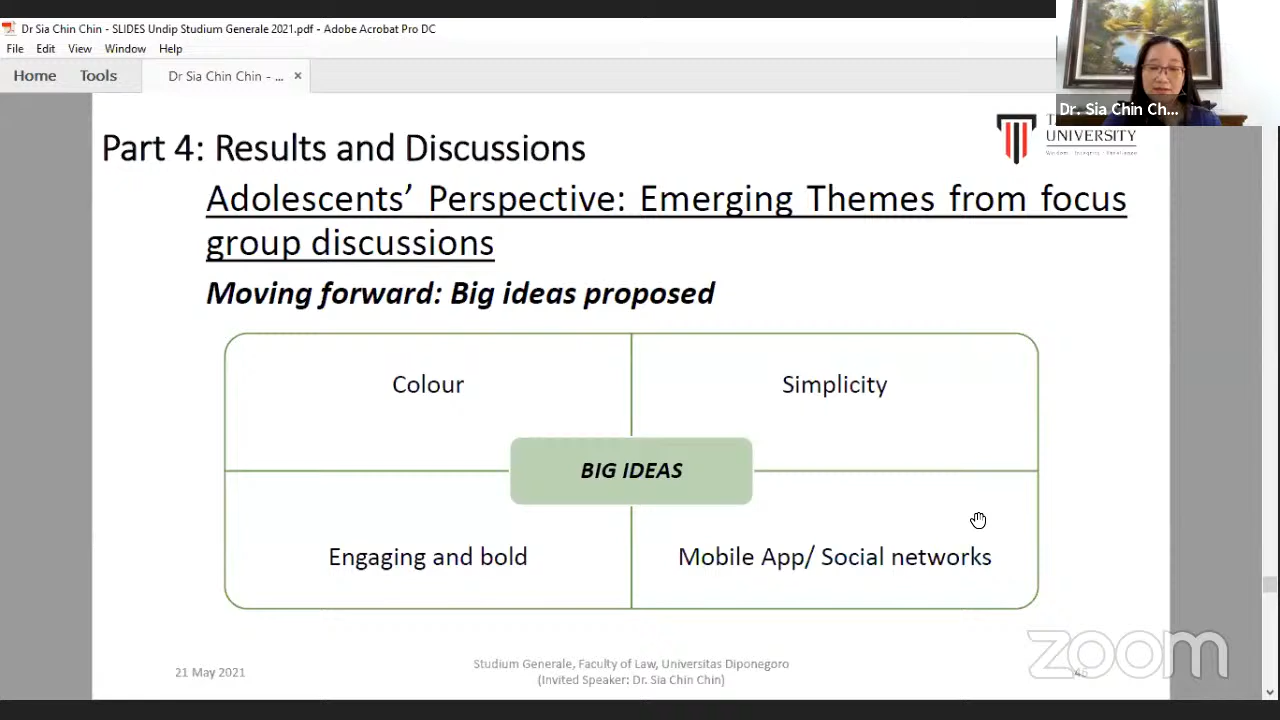 Dr Sia Chin Chin - SLIDES Undip Studium Generale 2021.pdf - Adobe Acrobat Pro DC
File Edit View Window Help
Home Tools Dr Sia Chin Chin - ... ×
Dr. Sia Chin Ch...
UNIVERSITY
Part 4: Results and Discussions
Adolescents’ Perspective: Emerging Themes from focus
group discussions
Moving forward: Big ideas proposed
Colour
Simplicity
BIG IDEAS
Engaging and bold
Mobile App/ Social networks
zoom
21 May 2021
Studium Generale, Faculty of Law, Universitas Diponegoro
(Invited Speaker: Dr. Sia Chin Chin)